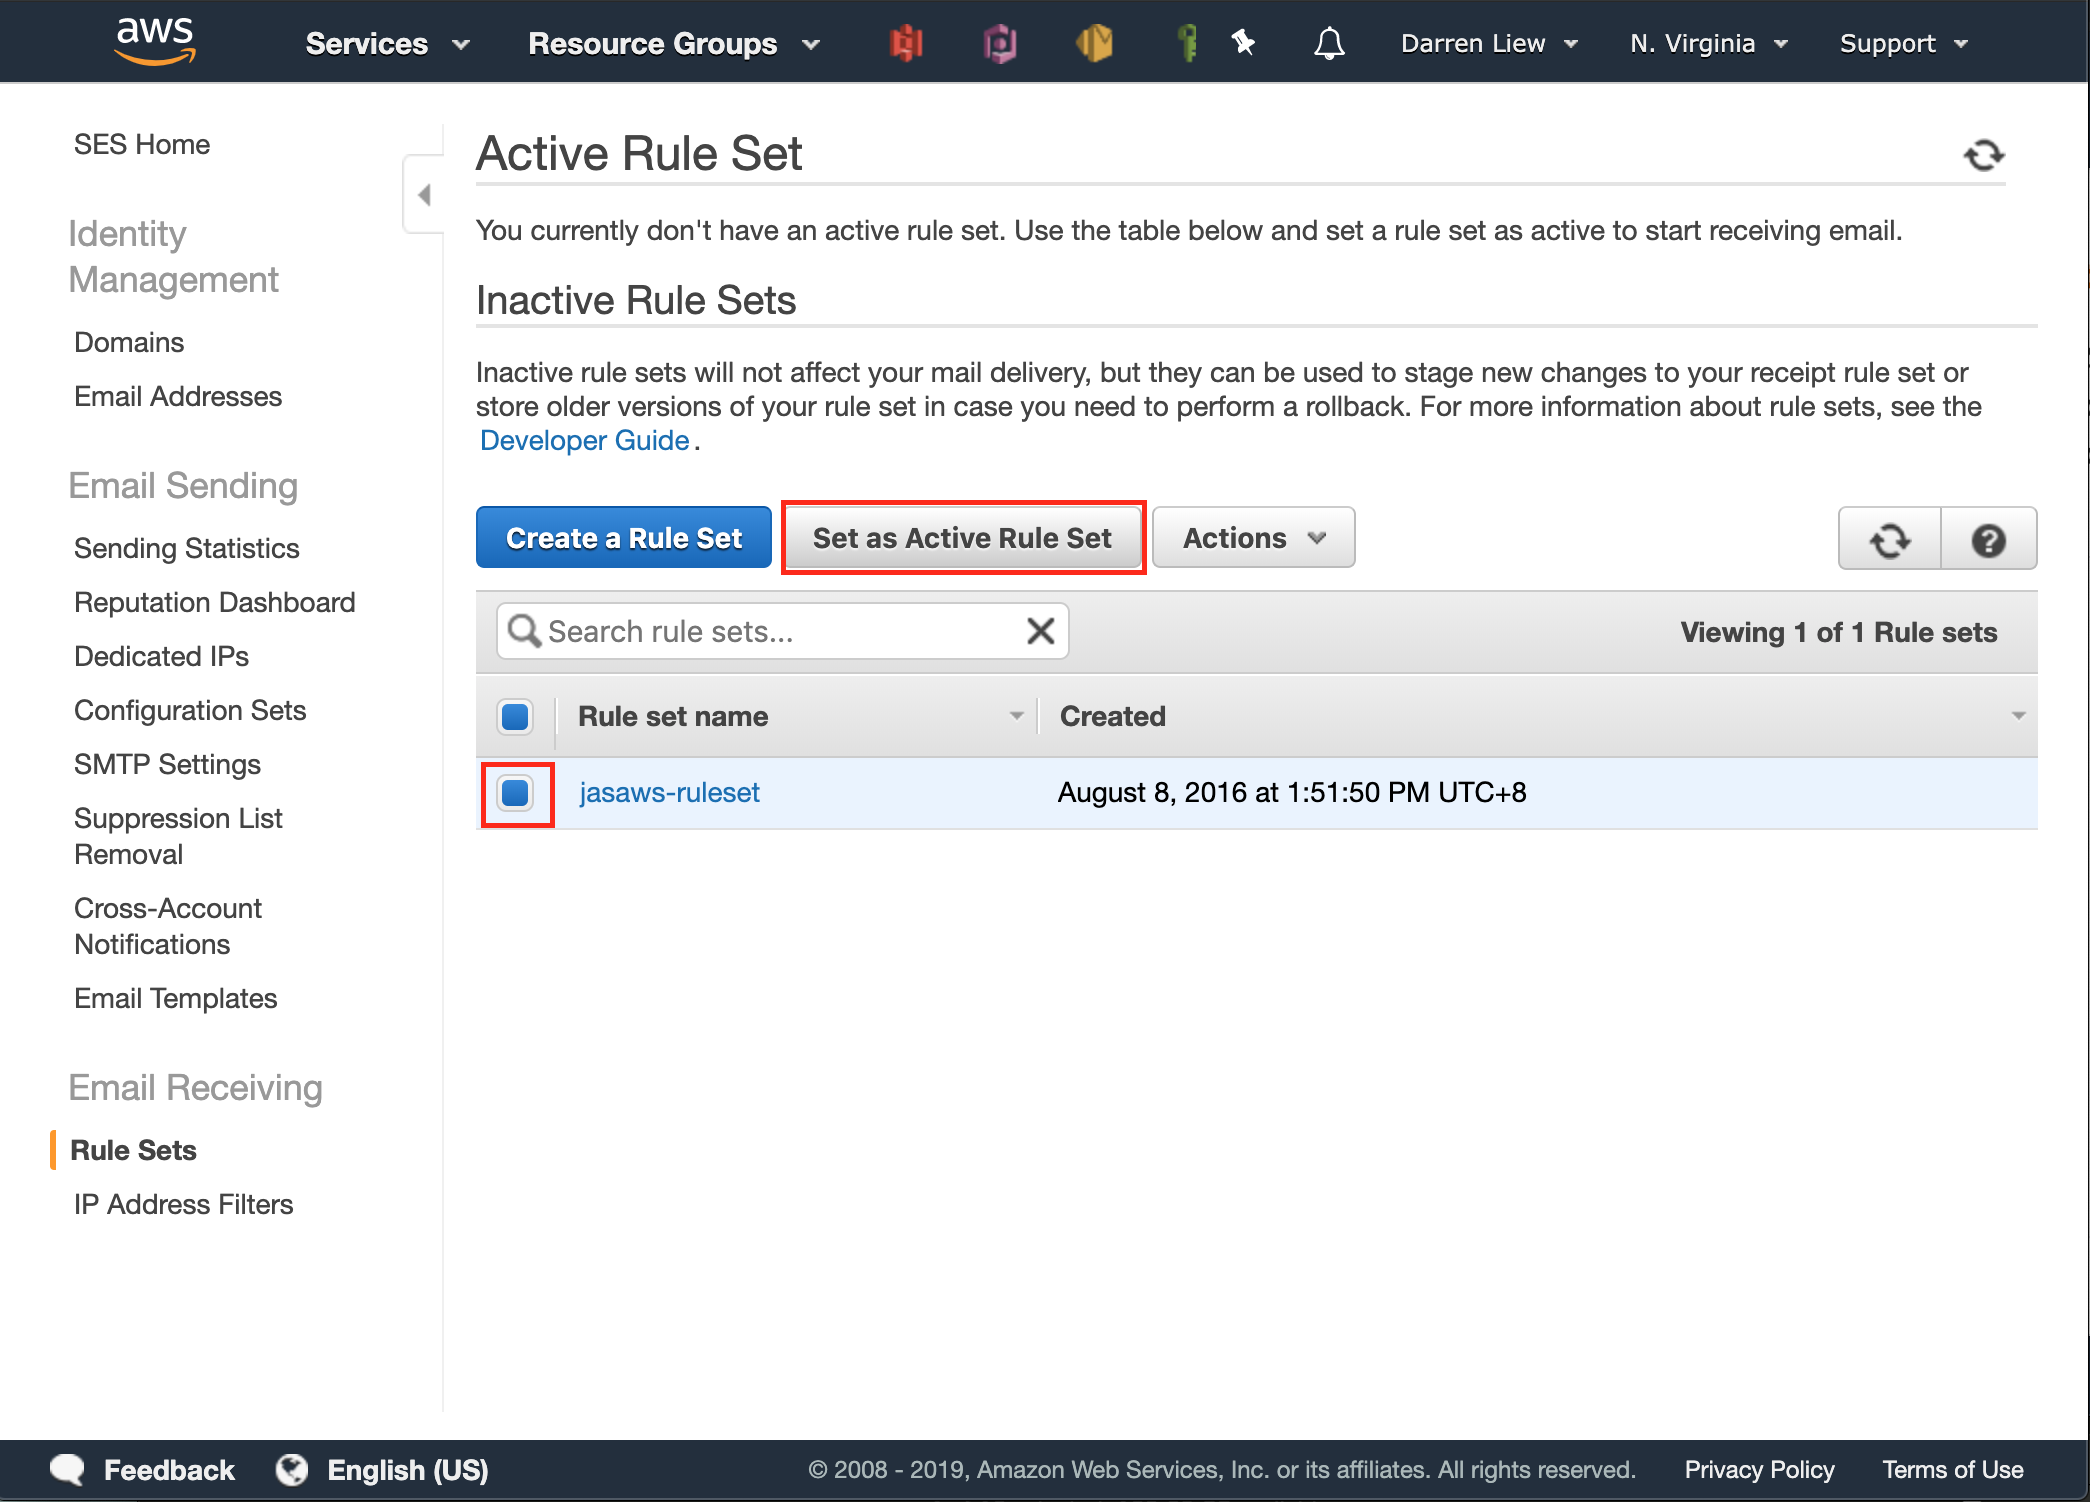 aws
Services
Resource Groups
Darren Liew
N. Virginia
Support
SES Home
Identity
Management
Domains
Email Addresses
Email Sending
Sending Statistics
Reputation Dashboard
Dedicated IPs
Configuration Sets
SMTP Settings
Suppression List
Removal
Cross-Account
Notifications
Email Templates
Email Receiving
Rule Sets
IP Address Filters
Active Rule Set
You currently don't have an active rule set. Use the table below and set a rule set as active to start receiving email.
Inactive Rule Sets
Inactive rule sets will not affect your mail delivery, but they can be used to stage new changes to your receipt rule set or
store older versions of your rule set in case you need to perform a rollback. For more information about rule sets, see the
Developer Guide.
Create a Rule Set
Set as Active Rule Set
Actions
?
Search rule sets...
Viewing 1 of 1 Rule sets
Rule set name
Created
jasaws-ruleset
August 8, 2016 at 1:51:50 PM UTC+8
Feedback
English (US)
© 2008 - 2019, Amazon Web Services, Inc. or its affiliates. All rights reserved.
Privacy Policy
Terms of Use